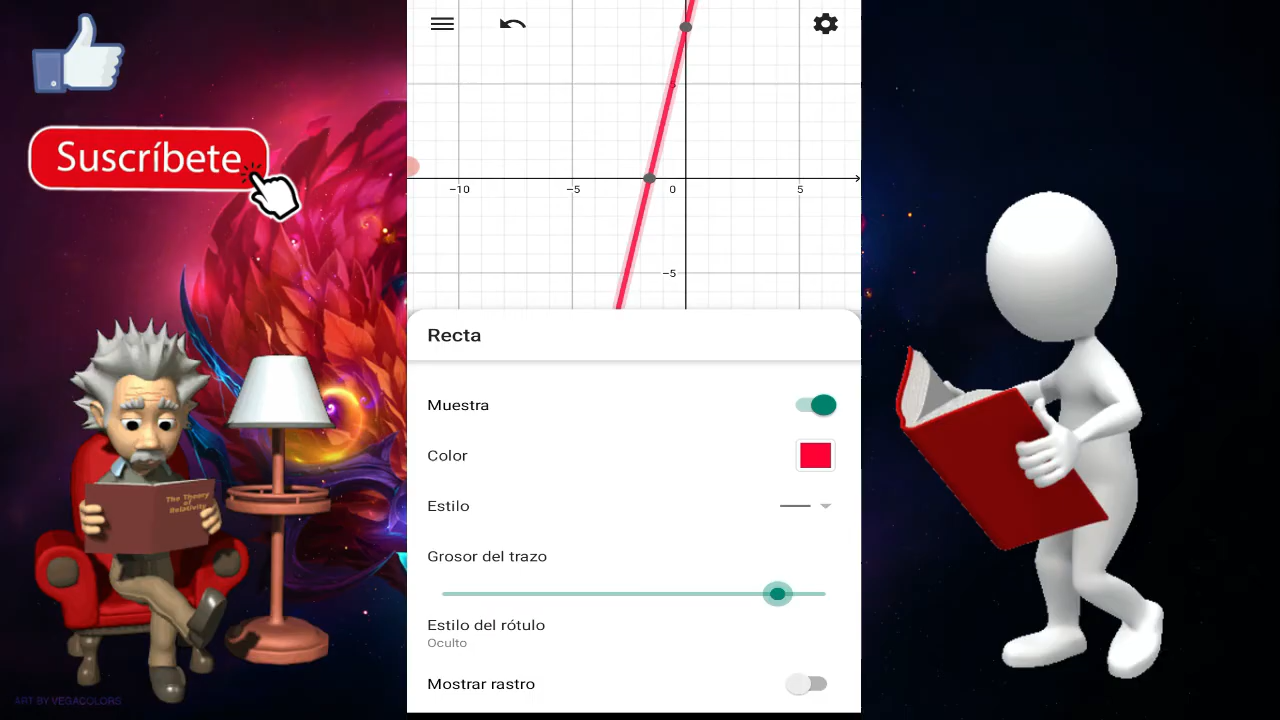 Suscríbete
-10
-5
0
5
-5
Recta
Muestra
Color
Estilo
Grosor del trazo
Estilo del rótulo
Oculto
Mostrar rastro
The Theory
of
Relativity
ART BY VEGACOLORS